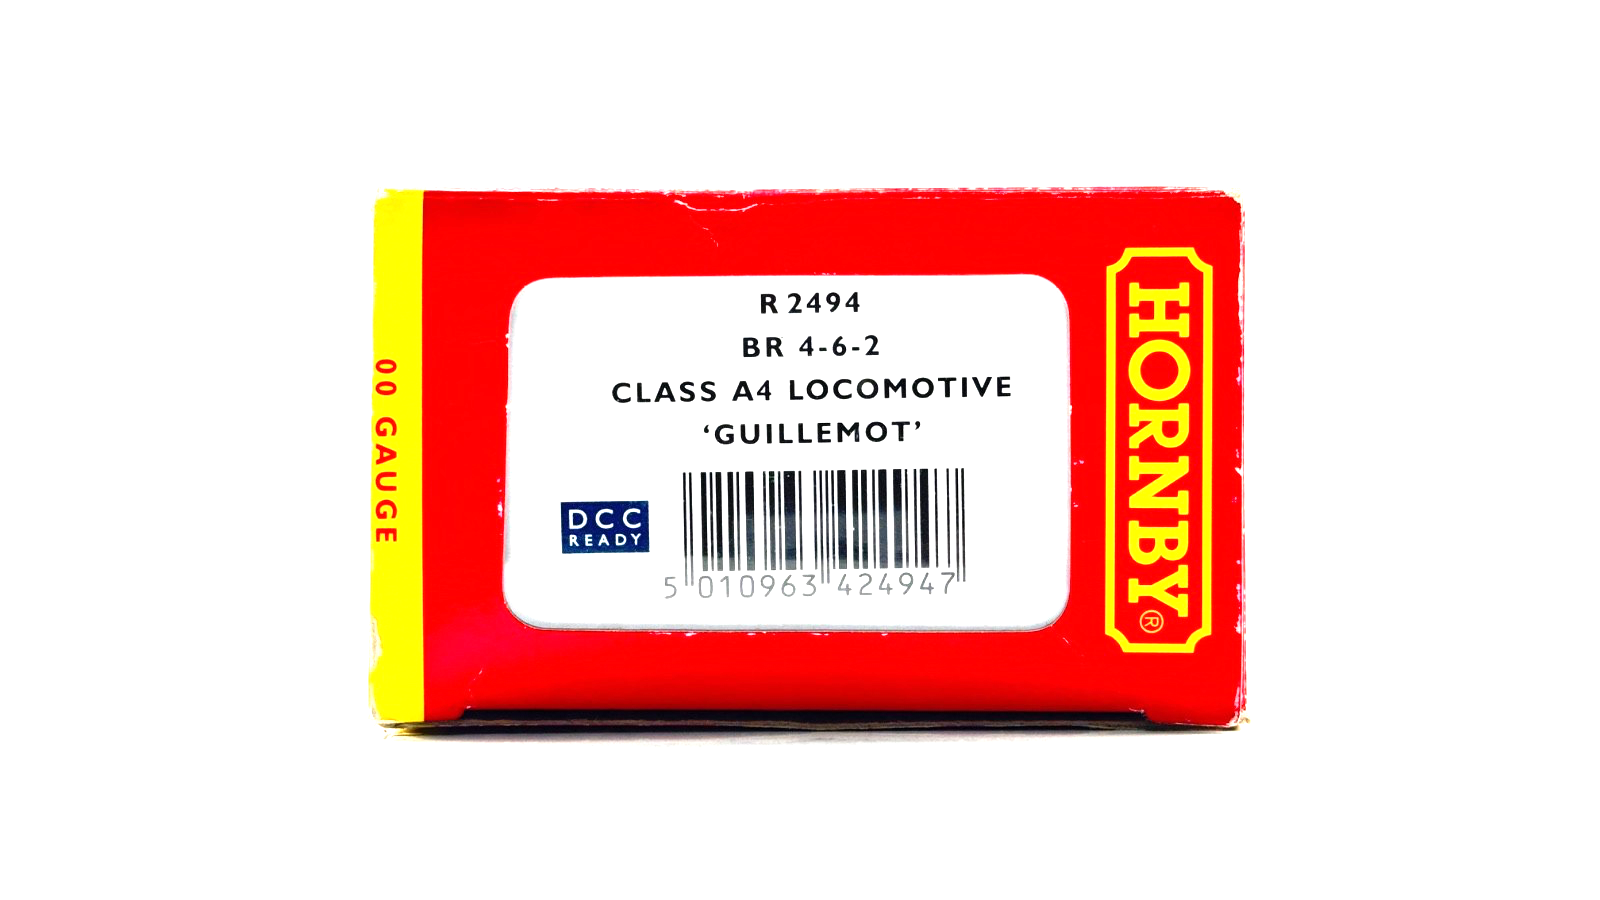 R 2494
BR 4-6-2
CLASS A4 LOCOMOTIVE
‘GUILLEMOT’
DCC
READY
5 010963 424947
00 GAUGE
HORNBY®